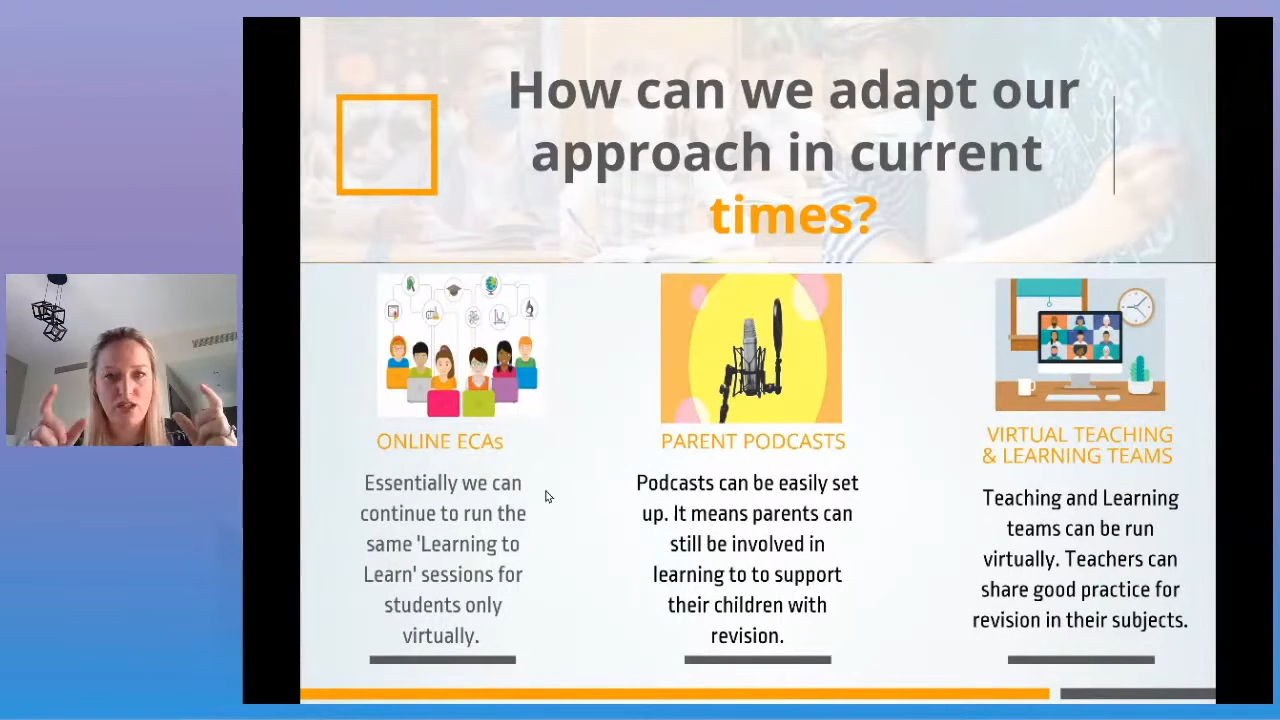 How can we adapt our
approach in current
times?
ONLINE ECAs
Essentially we can
continue to run the
same 'Learning to
Learn' sessions for
students only
virtually.
PARENT PODCASTS
Podcasts can be easily set
up. It means parents can
still be involved in
learning to to support
their children with
revision.
VIRTUAL TEACHING
& LEARNING TEAMS
Teaching and Learning
teams can be run
virtually. Teachers can
share good practice for
revision in their subjects.